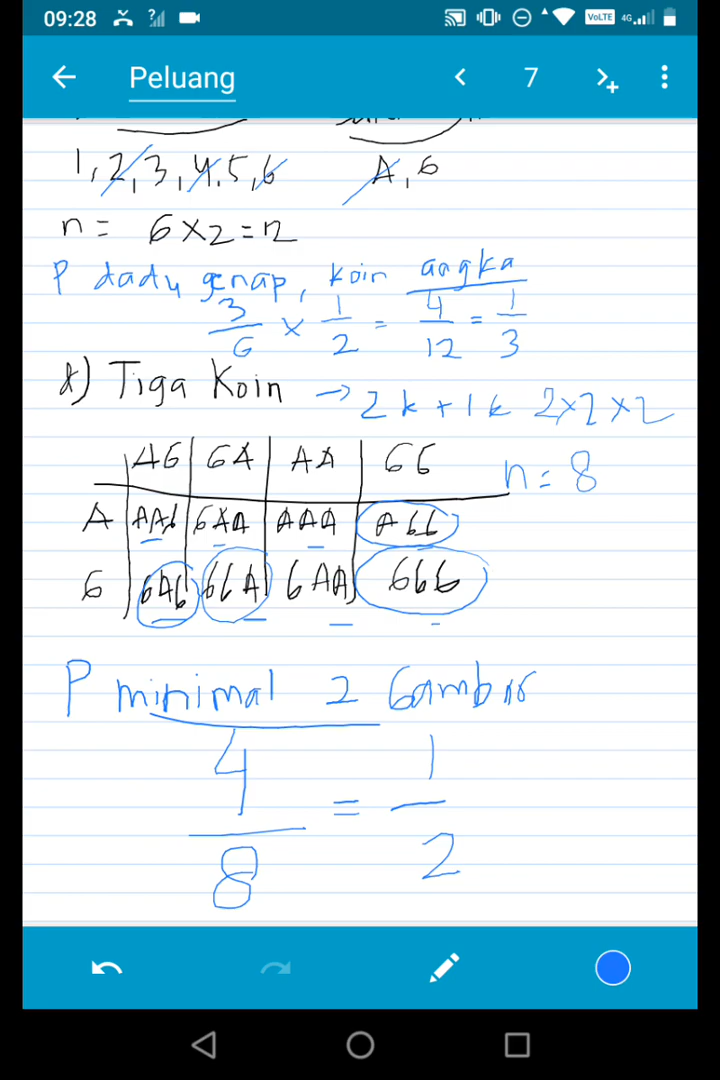 09:28 VoLTE 4G
Peluang 7
1, 2, 3, 4, 5, 6 A, G
n = 6 × 2 = 12
P dadu genap, koin angka
3/6 × 1/2 = 4/12 = 1/3
d) Tiga Koin → 2k + 1k 2×2×2
AG GA AA GG n = 8
A AAG GAA AAA AGG
G GAG GGA GAA GGG
P minimal 2 Gambar
4/8 = 1/2